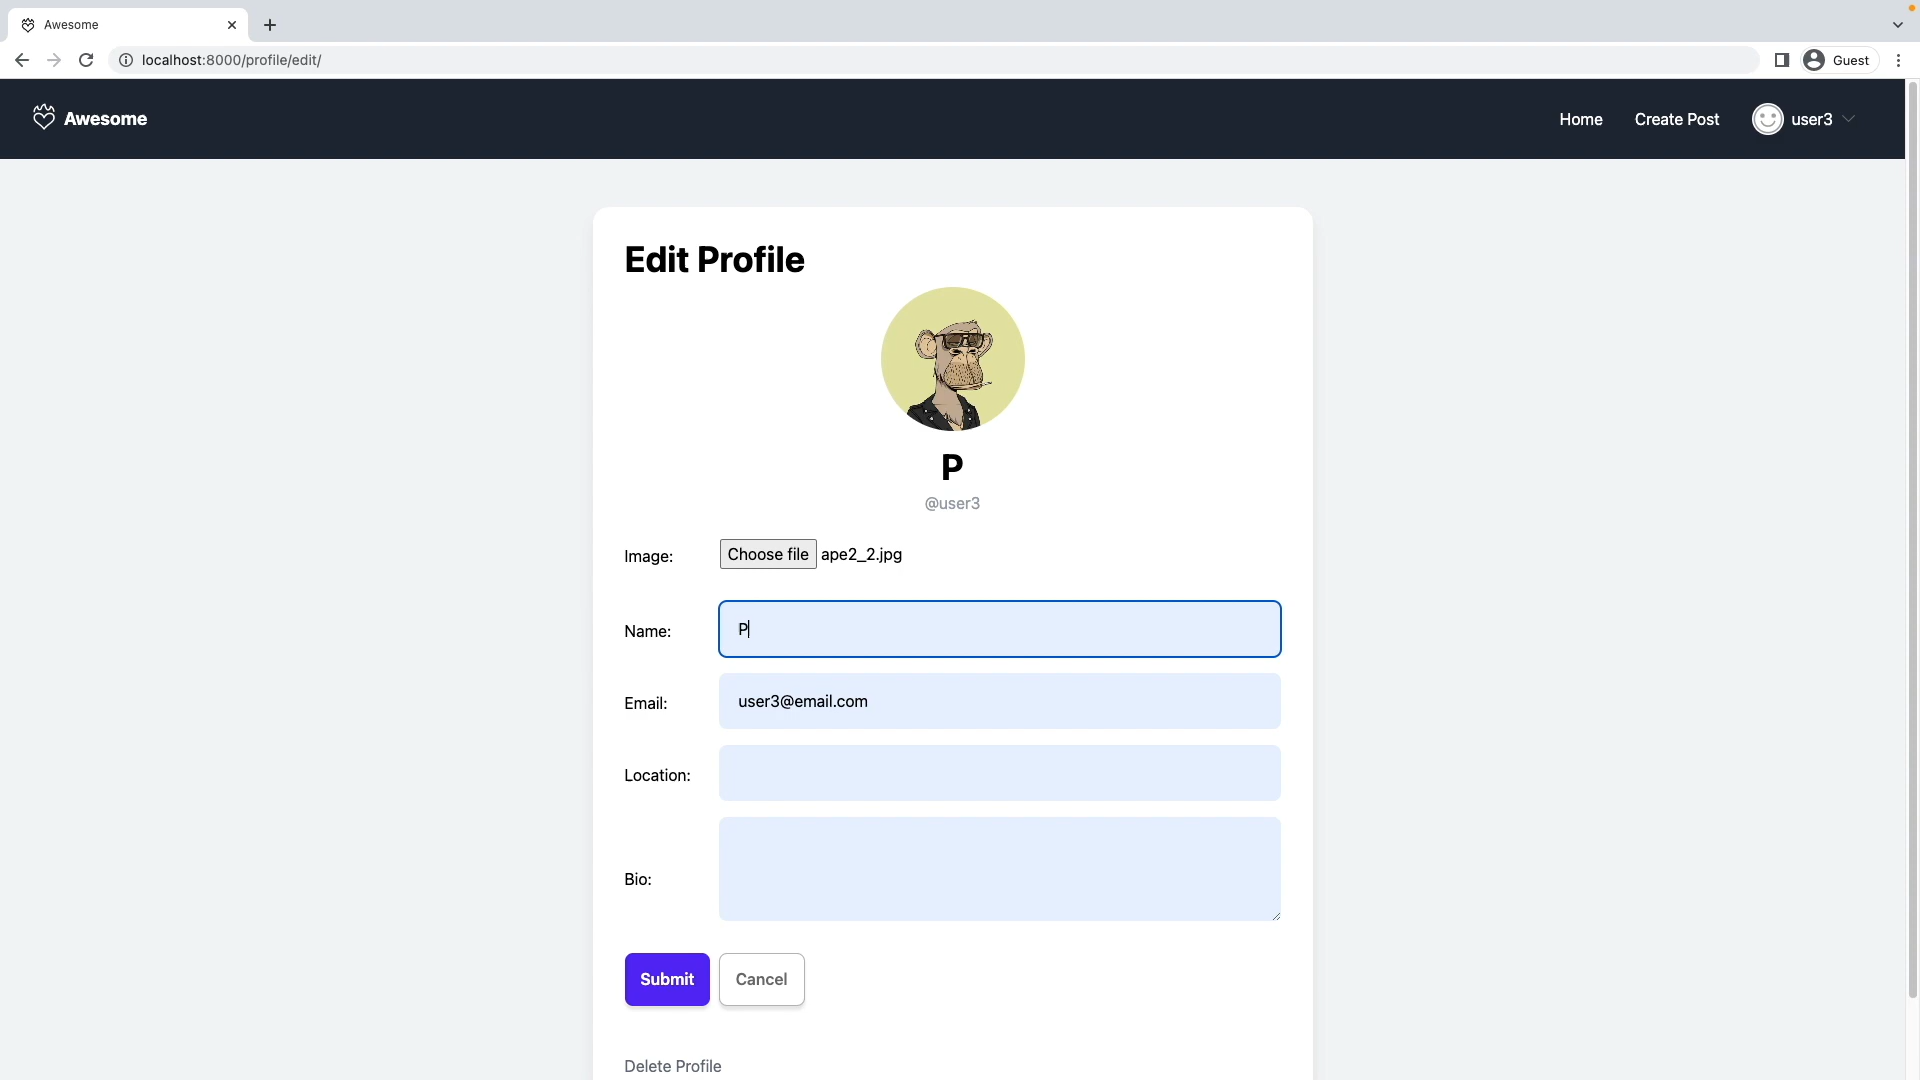 Awesome
localhost:8000/profile/edit/
Guest
Awesome
Home
Create Post
user3
Edit Profile
P
@user3
Image:
Choose file ape2_2.jpg
Name:
P
Email:
user3@email.com
Location:
Bio:
Submit
Cancel
Delete Profile